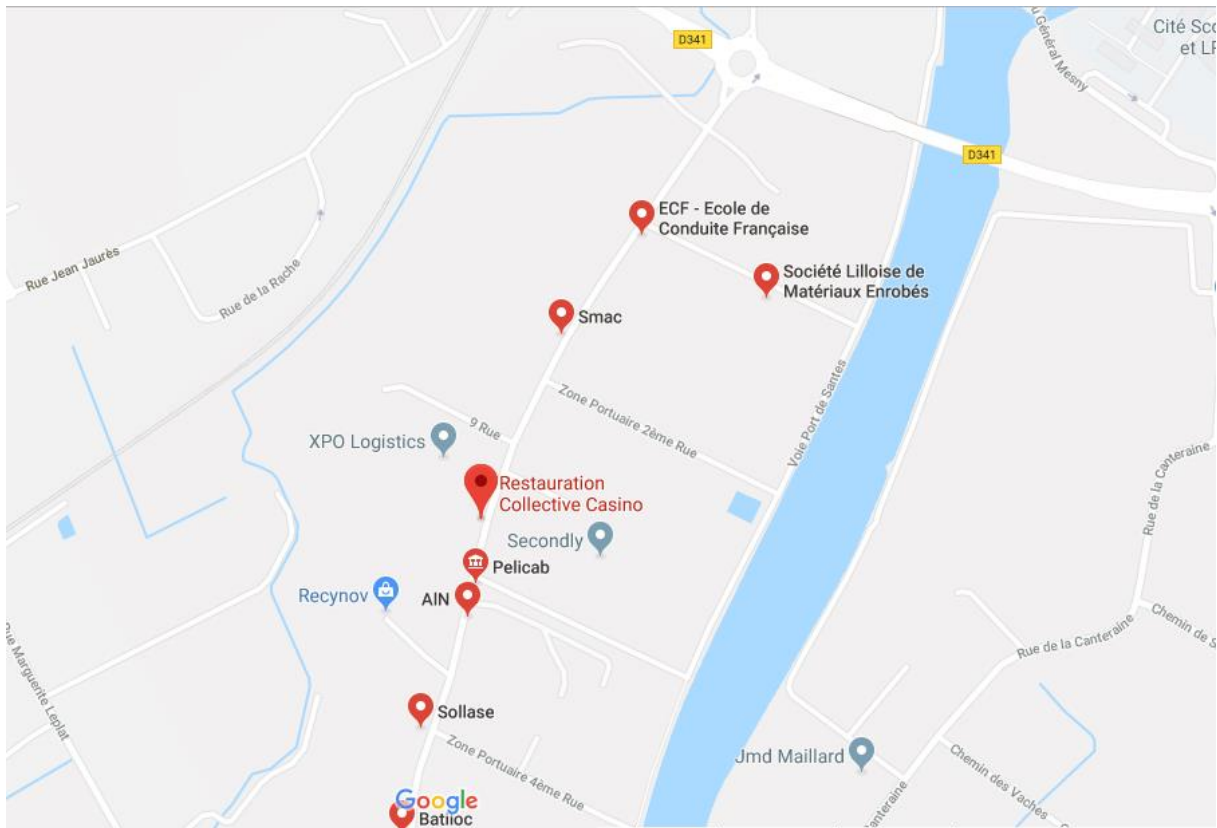 D341
Cité Sco
et LP
u Général Mesny
D341
ECF - Ecole de
Conduite Française
Rue Jean Jaurès
Rue de la Rache
Société Lilloise de
Matériaux Enrobés
Smac
Voie Port de Santes
Zone Portuaire 2ème Rue
9 Rue
XPO Logistics
Restauration
Collective Casino
Rue de la Canteraine
Secondly
Pelicab
Recynov
AIN
Chemin de S
Rue de la Canteraine
Rue Marguerite Leplat
Sollase
Zone Portuaire 4ème Rue
Jmd Maillard
Chemin des Vaches
Canteraine
Google
Batiloc